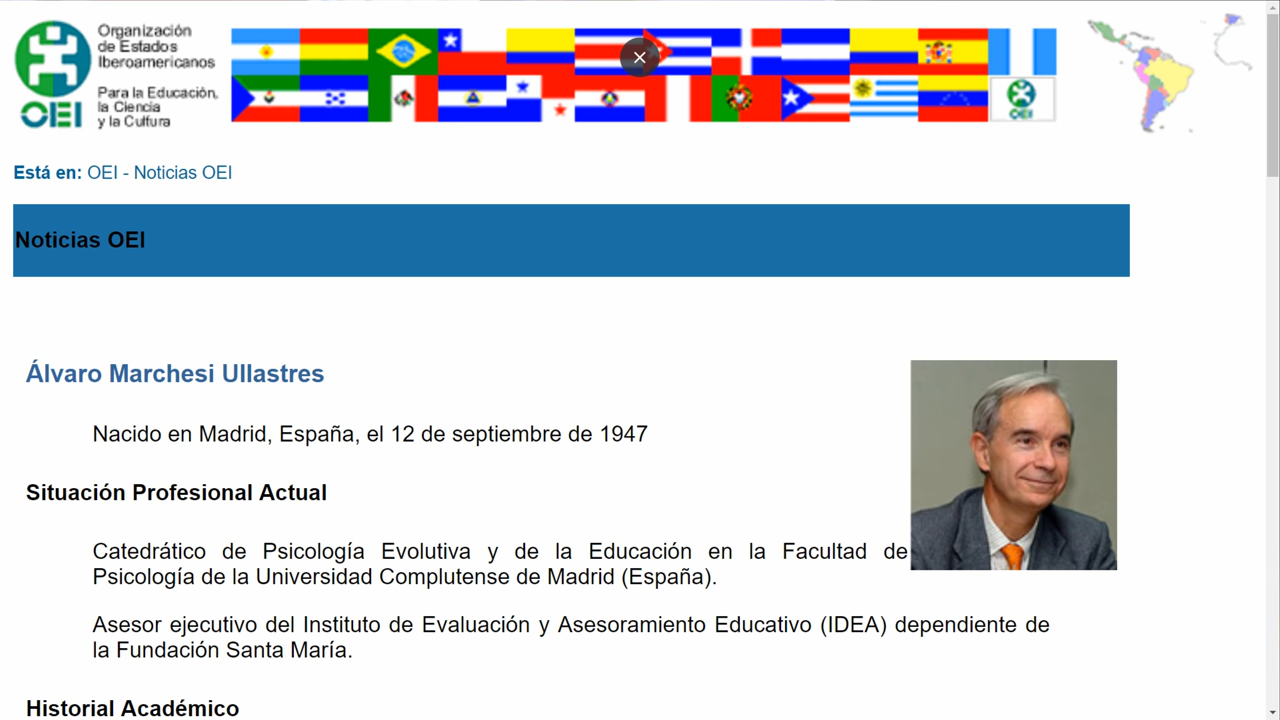 Organización
de Estados
Iberoamericanos
Para la Educación,
la Ciencia
y la Cultura
OEI
OEI
Está en: OEI - Noticias OEI
Noticias OEI
Álvaro Marchesi Ullastres
Nacido en Madrid, España, el 12 de septiembre de 1947
Situación Profesional Actual
Catedrático de Psicología Evolutiva y de la Educación en la Facultad de
Psicología de la Universidad Complutense de Madrid (España).
Asesor ejecutivo del Instituto de Evaluación y Asesoramiento Educativo (IDEA) dependiente de
la Fundación Santa María.
Historial Académico